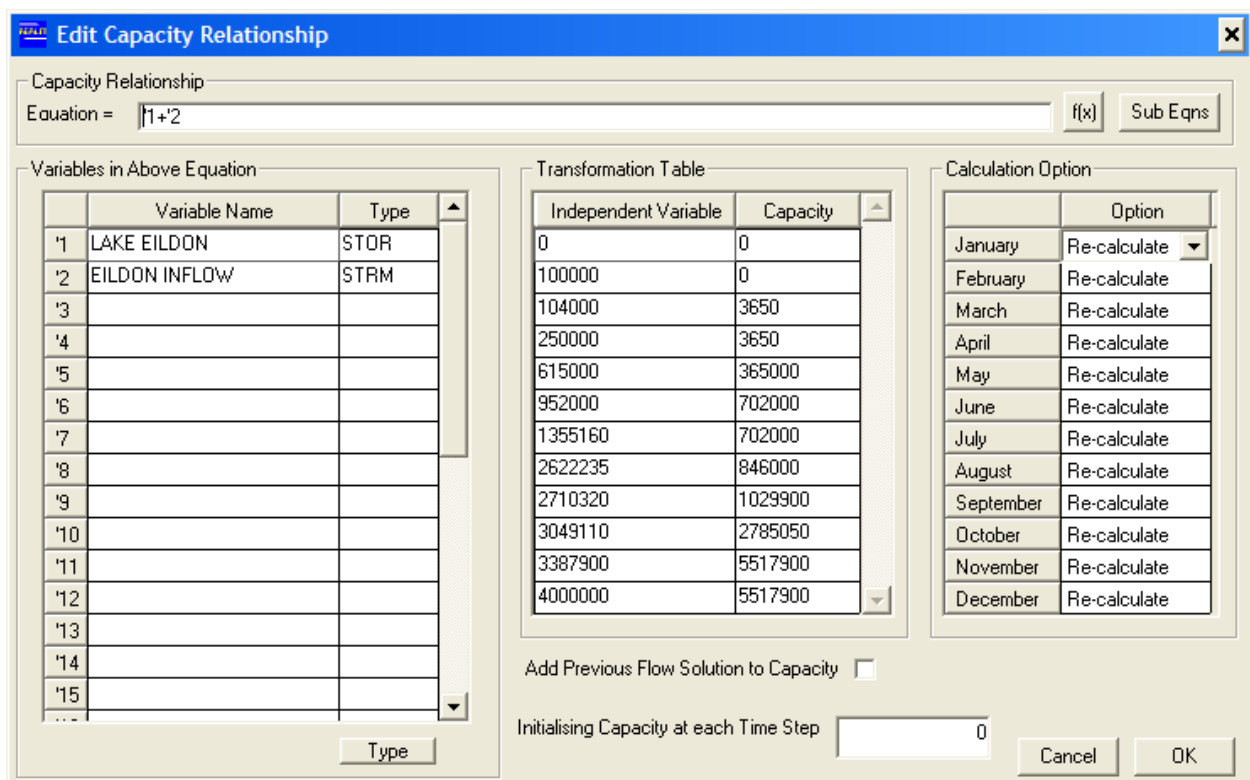 REALM Edit Capacity Relationship
Capacity Relationship
Equation = '1+'2 f(x) Sub Eqns
Variables in Above Equation
Variable Name Type
'1 LAKE EILDON STOR
'2 EILDON INFLOW STRM
'3
'4
'5
'6
'7
'8
'9
'10
'11
'12
'13
'14
'15
Type
Transformation Table
Independent Variable Capacity
0 0
100000 0
104000 3650
250000 3650
615000 365000
952000 702000
1355160 702000
2622235 846000
2710320 1029900
3049110 2785050
3387900 5517900
4000000 5517900
Calculation Option
Option
January Re-calculate
February Re-calculate
March Re-calculate
April Re-calculate
May Re-calculate
June Re-calculate
July Re-calculate
August Re-calculate
September Re-calculate
October Re-calculate
November Re-calculate
December Re-calculate
Add Previous Flow Solution to Capacity
Initialising Capacity at each Time Step 0
Cancel OK